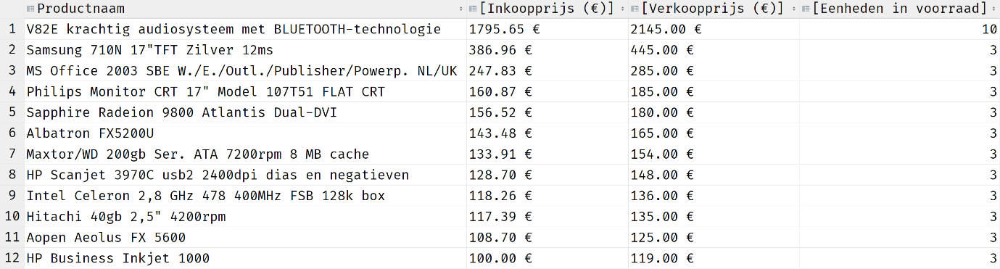 Productnaam [Inkoopprijs (€)] [Verkoopprijs (€)] [Eenheden in voorraad]
1 V82E krachtig audiosysteem met BLUETOOTH-technologie 1795.65 € 2145.00 € 10
2 Samsung 710N 17"TFT Zilver 12ms 386.96 € 445.00 € 3
3 MS Office 2003 SBE W./E./Outl./Publisher/Powerp. NL/UK 247.83 € 285.00 € 3
4 Philips Monitor CRT 17" Model 107T51 FLAT CRT 160.87 € 185.00 € 3
5 Sapphire Radeion 9800 Atlantis Dual-DVI 156.52 € 180.00 € 3
6 Albatron FX5200U 143.48 € 165.00 € 3
7 Maxtor/WD 200gb Ser. ATA 7200rpm 8 MB cache 133.91 € 154.00 € 3
8 HP Scanjet 3970C usb2 2400dpi dias en negatieven 128.70 € 148.00 € 3
9 Intel Celeron 2,8 GHz 478 400MHz FSB 128k box 118.26 € 136.00 € 3
10 Hitachi 40gb 2,5" 4200rpm 117.39 € 135.00 € 3
11 Aopen Aeolus FX 5600 108.70 € 125.00 € 3
12 HP Business Inkjet 1000 100.00 € 119.00 € 3